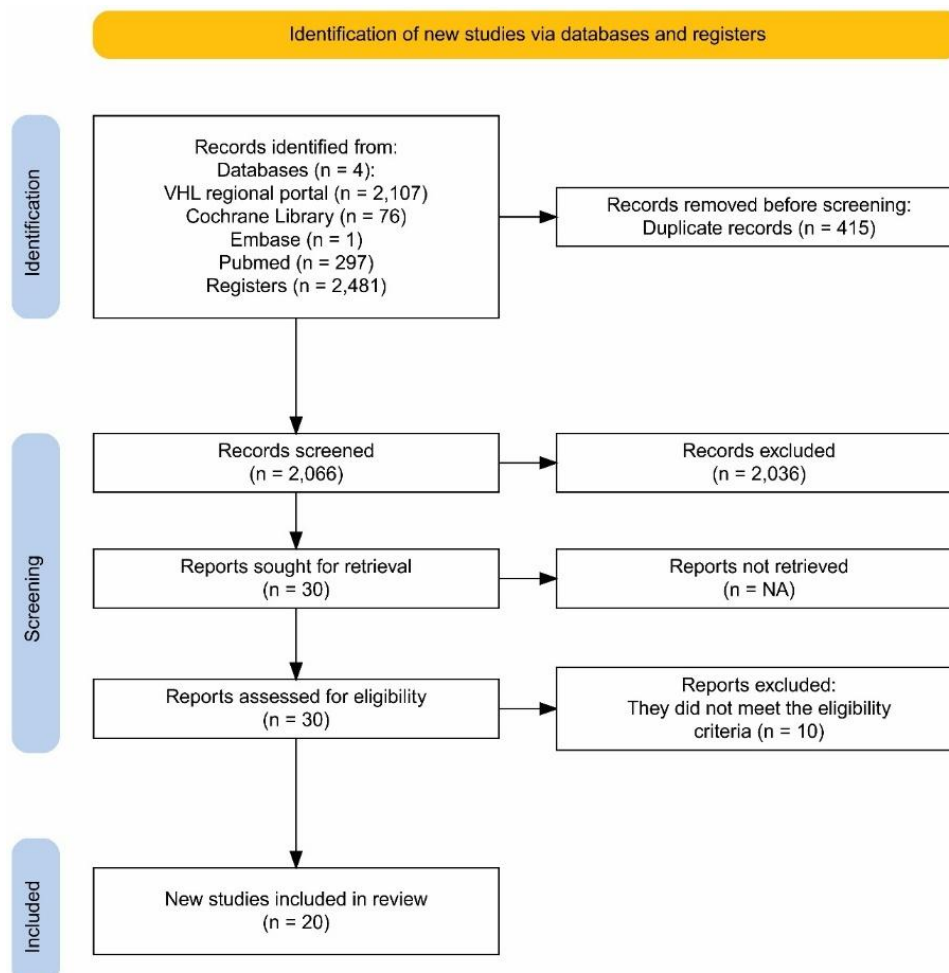 Identification of new studies via databases and registers
Identification
Records identified from:
Databases (n = 4):
VHL regional portal (n = 2,107)
Cochrane Library (n = 76)
Embase (n = 1)
Pubmed (n = 297)
Registers (n = 2,481)
Records removed before screening:
Duplicate records (n = 415)
Screening
Records screened
(n = 2,066)
Records excluded
(n = 2,036)
Reports sought for retrieval
(n = 30)
Reports not retrieved
(n = NA)
Reports assessed for eligibility
(n = 30)
Reports excluded:
They did not meet the eligibility
criteria (n = 10)
Included
New studies included in review
(n = 20)